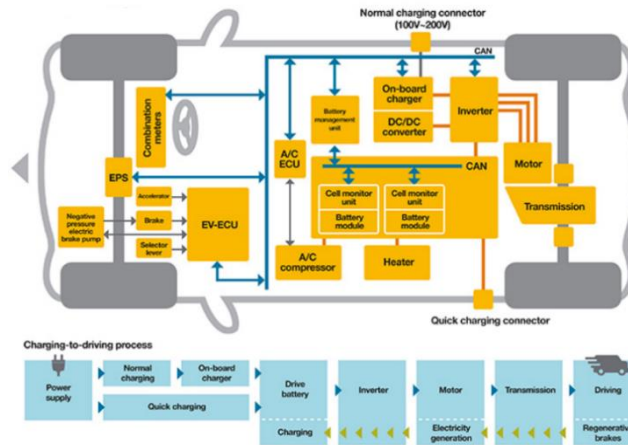 Normal charging connector
(100V~200V)
CAN
Combination
meters
On-board
charger
DC/DC
converter
Inverter
Battery
management
unit
A/C
ECU
Motor
CAN
EPS
Cell monitor
unit
Battery
module
Cell monitor
unit
Battery
module
Transmission
Accelerator
Brake
Selector
lever
EV-ECU
Negative
pressure
electric
brake pump
A/C
compressor
Heater
Quick charging connector
Charging-to-driving process
Power
supply
Normal
charging
On-board
charger
Quick charging
Drive
battery
Charging
Inverter
Motor
Electricity
generation
Transmission
Driving
Regenerative
brakes